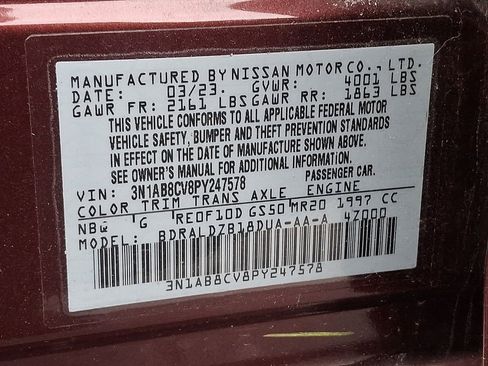 MANUFACTURED BY NISSAN MOTOR CO., LTD.
DATE: 03/23. GVWR: 4001 LBS
GAWR FR: 2161 LBS GAWR RR: 1863 LBS
THIS VEHICLE CONFORMS TO ALL APPLICABLE FEDERAL MOTOR
VEHICLE SAFETY, BUMPER AND THEFT PREVENTION STANDARDS
IN EFFECT ON THE DATE OF MANUFACTURE SHOWN ABOVE.
SEE OWNER'S MANUAL FOR ADDITIONAL INFORMATION.
VIN: 3N1AB8CV8PY247578 PASSENGER CAR.
COLOR TRIM TRANS AXLE ENGINE
G RE0F10D GS50 MR20 1997 CC
MODEL: BDRALDZB18DUA-AA-A 4Z000
3N1AB8CV8PY247578